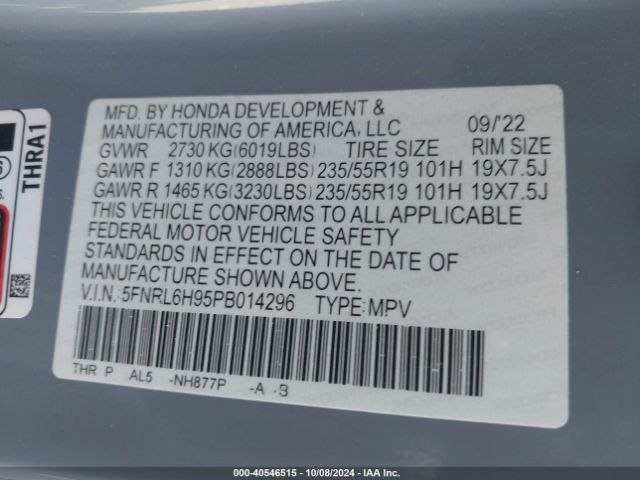 MFD. BY HONDA DEVELOPMENT &
MANUFACTURING OF AMERICA, LLC 09/'22
GVWR 2730 KG(6019LBS) TIRE SIZE RIM SIZE
GAWR F 1310 KG(2888LBS) 235/55R19 101H 19X7.5J
GAWR R 1465 KG(3230LBS) 235/55R19 101H 19X7.5J
THIS VEHICLE CONFORMS TO ALL APPLICABLE
FEDERAL MOTOR VEHICLE SAFETY
STANDARDS IN EFFECT ON THE DATE OF
MANUFACTURE SHOWN ABOVE.
V.I.N.:5FNRL6H95PB014296 TYPE:MPV
THR P AL5 -NH877P -A -B
THRA1
000-40546515 - 10/08/2024 - IAA Inc.